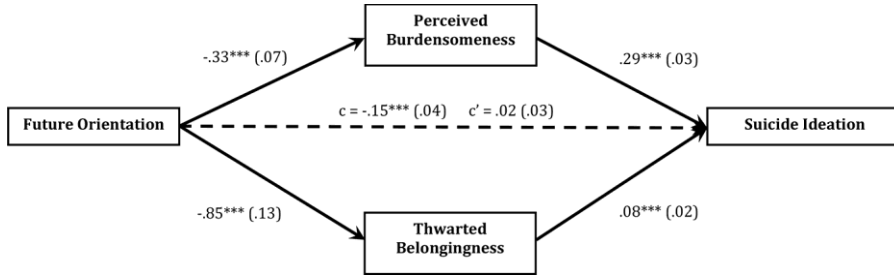 Perceived
Burdensomeness
-.33*** (.07)
.29*** (.03)
Future Orientation
c = -.15*** (.04) c' = .02 (.03)
Suicide Ideation
-.85*** (.13)
.08*** (.02)
Thwarted
Belongingness